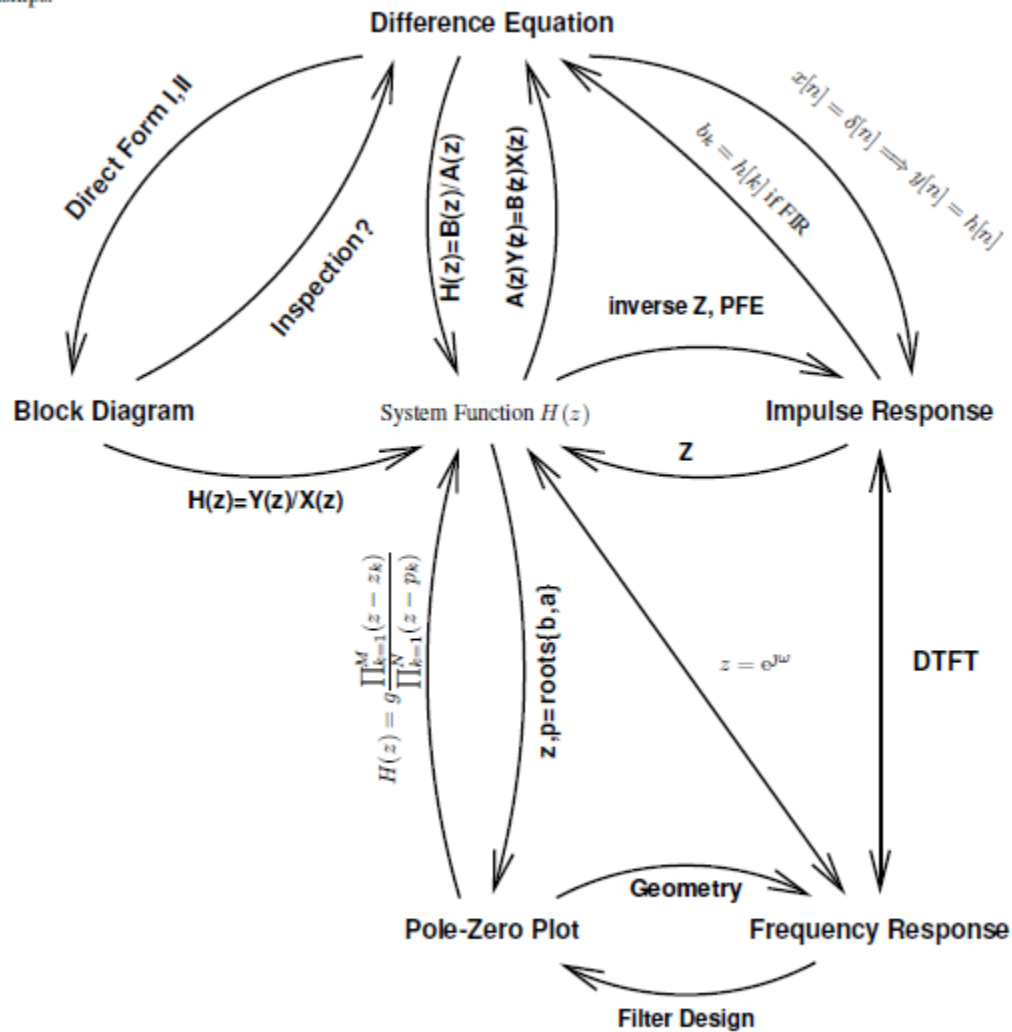 Difference Equation
Direct Form I,II
Inspection?
H(z)=B(z)/A(z)
A(z)Y(z)=B(z)X(z)
b_k = h[k] if FIR
x[n] = δ[n] ⟹ y[n] = h[n]
inverse Z, PFE
Block Diagram
System Function H(z)
Impulse Response
Z
H(z)=Y(z)/X(z)
H(z) = g ∏_{k=1}^{M}(z − z_k) / ∏_{k=1}^{N}(z − p_k)
z,p=roots{b,a}
z = e^{jω}
DTFT
Geometry
Pole-Zero Plot
Frequency Response
Filter Design